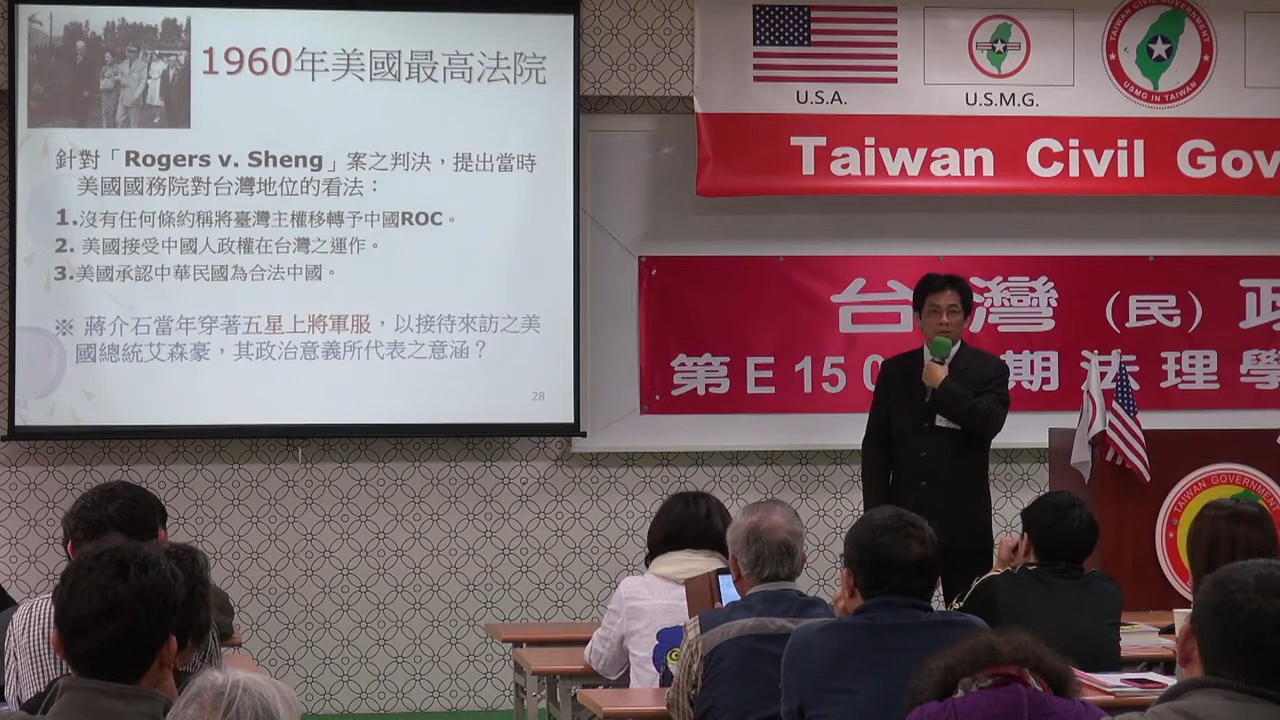 1960年美國最高法院
針對「Rogers v. Sheng」案之判決，提出當時
美國國務院對台灣地位的看法：
1.沒有任何條約稱將臺灣主權移轉予中國ROC。
2. 美國接受中國人政權在台灣之運作。
3.美國承認中華民國為合法中國。
※ 蔣介石當年穿著五星上將軍服，以接待來訪之美
國總統艾森豪，其政治意義所代表之意涵？
28
U.S.A.
U.S.M.G.
TAIWAN CIVIL GOVERNMENT
USMG IN TAIWAN
Taiwan Civil Gov
台灣（民）政
第E 15 0 期法理學
TAIWAN GOVERNMENT